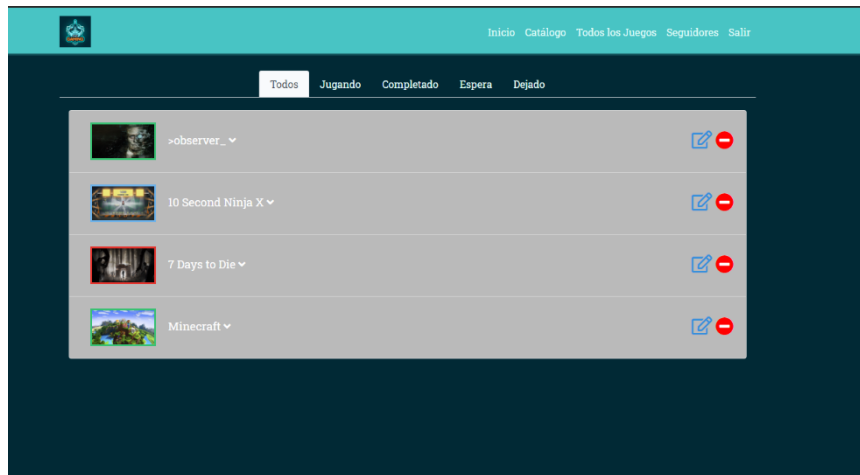 Inicio Catálogo Todos los Juegos Seguidores Salir
Todos Jugando Completado Espera Dejado
>observer_
10 Second Ninja X
7 Days to Die
Minecraft